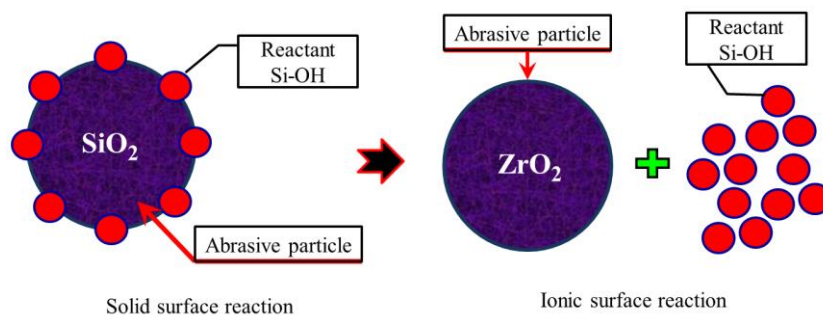 Reactant
Si-OH
SiO₂
Abrasive particle
Solid surface reaction
Abrasive particle
ZrO₂
Reactant
Si-OH
Ionic surface reaction